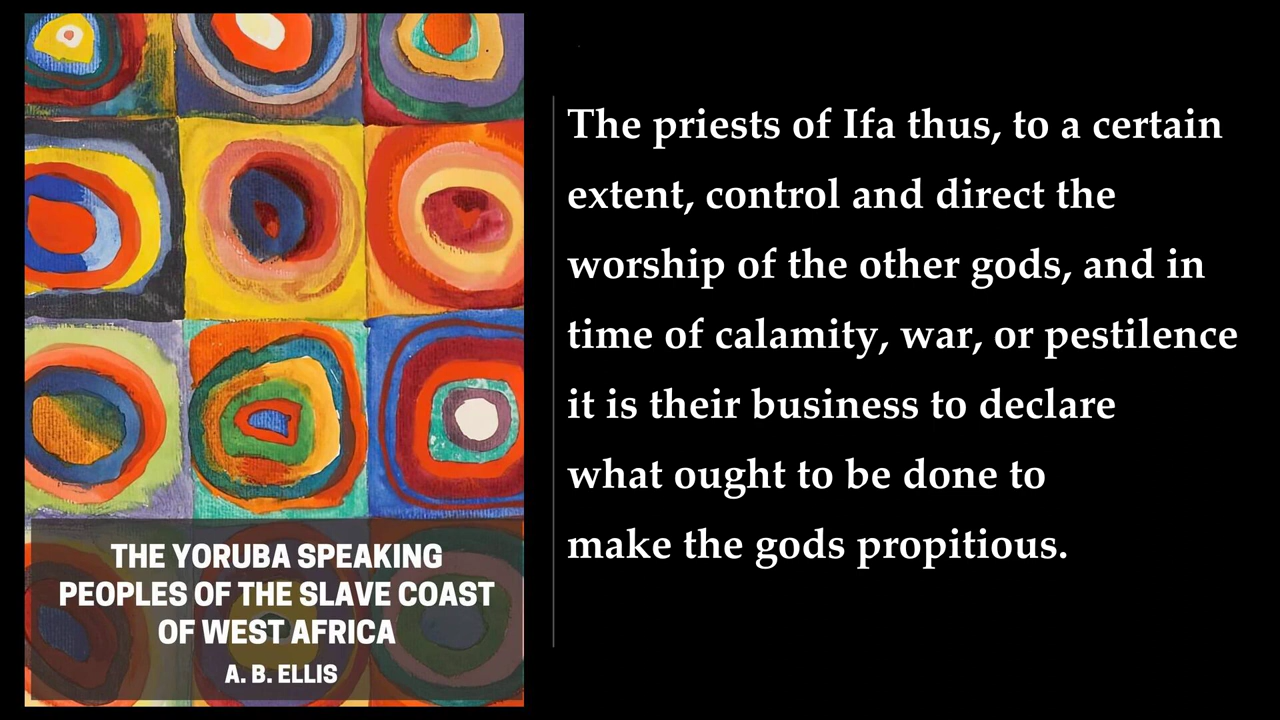 THE YORUBA SPEAKING
PEOPLES OF THE SLAVE COAST
OF WEST AFRICA
A. B. ELLIS
The priests of Ifa thus, to a certain
extent, control and direct the
worship of the other gods, and in
time of calamity, war, or pestilence
it is their business to declare
what ought to be done to
make the gods propitious.